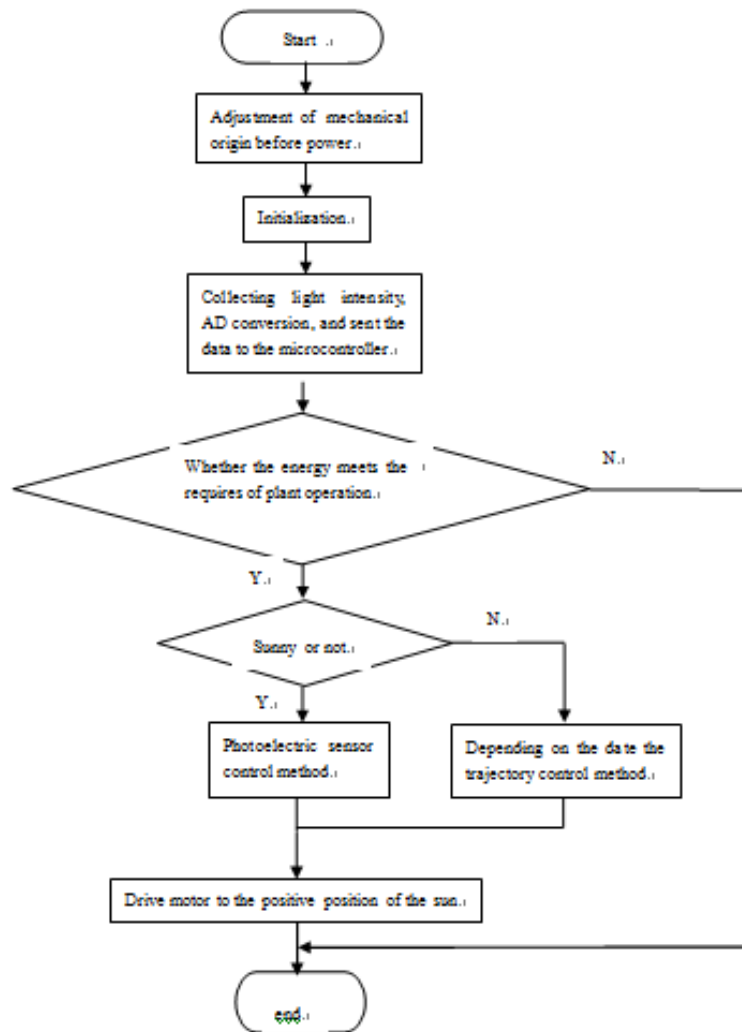 Start .
Adjustment of mechanical
origin before power.
Initialization.
Collecting light intensity,
AD conversion, and sent the
data to the microcontroller.
Whether the energy meets the
requires of plant operation.
N.
Y.
Sunny or not.
N.
Y.
Photoelectric sensor
control method.
Depending on the date the
trajectory control method.
Drive motor to the positive position of the sun.
end.